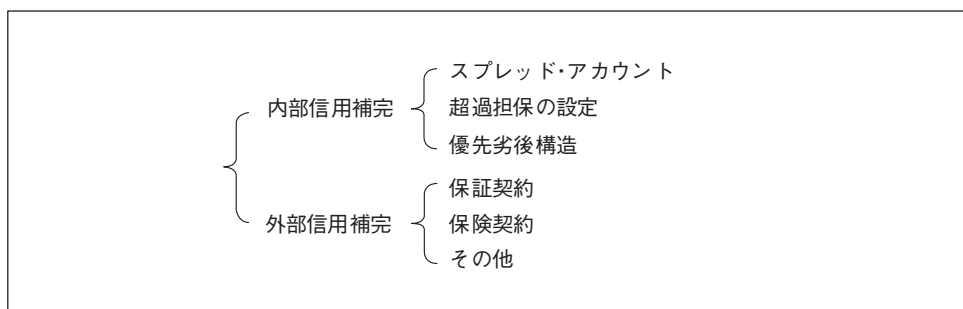 内部信用補完
スプレッド・アカウント
超過担保の設定
優先劣後構造
外部信用補完
保証契約
保険契約
その他